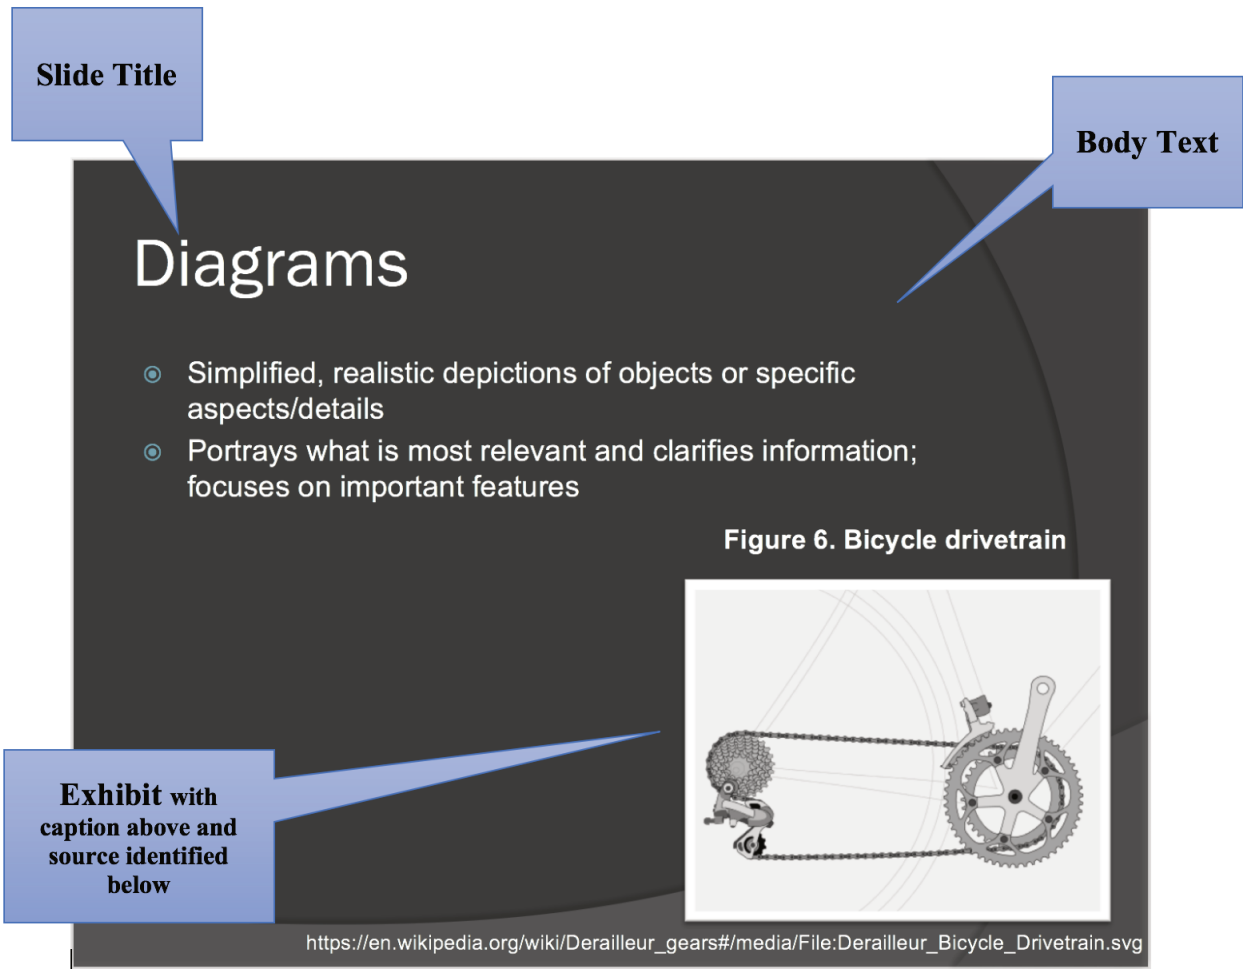 Slide Title
Body Text
Diagrams
Simplified, realistic depictions of objects or specific
aspects/details
Portrays what is most relevant and clarifies information;
focuses on important features
Figure 6. Bicycle drivetrain
Exhibit with
caption above and
source identified
below
https://en.wikipedia.org/wiki/Derailleur_gears#/media/File:Derailleur_Bicycle_Drivetrain.svg